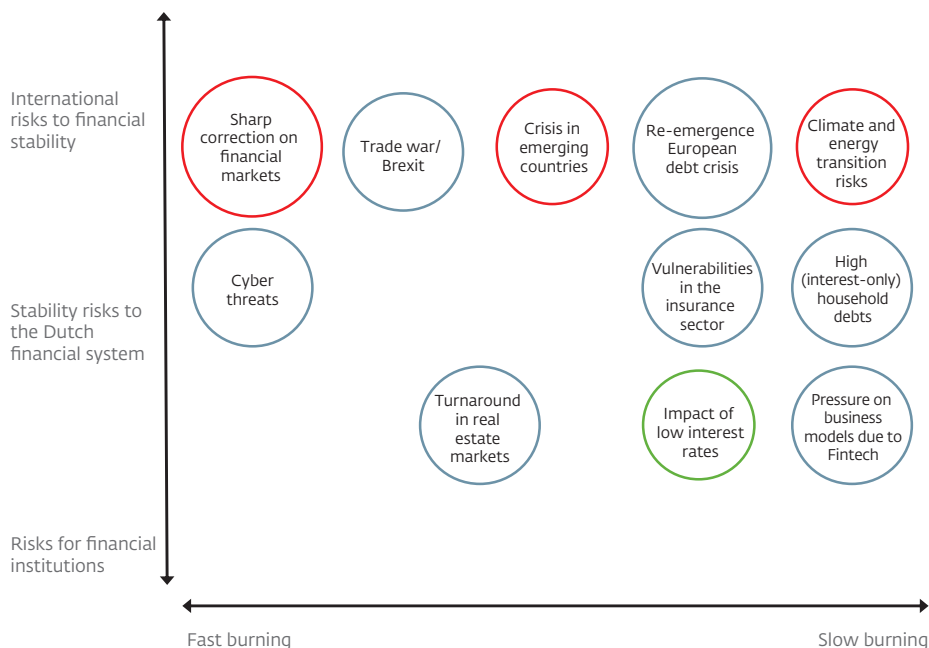 International
risks to financial
stability
Sharp
correction on
financial
markets
Trade war/
Brexit
Crisis in
emerging
countries
Re-emergence
European
debt crisis
Climate and
energy
transition
risks
Stability risks to
the Dutch
financial system
Cyber
threats
Vulnerabilities
in the
insurance
sector
High
(interest-only)
household
debts
Turnaround
in real
estate
markets
Impact of
low interest
rates
Pressure on
business
models due to
Fintech
Risks for financial
institutions
Fast burning
Slow burning